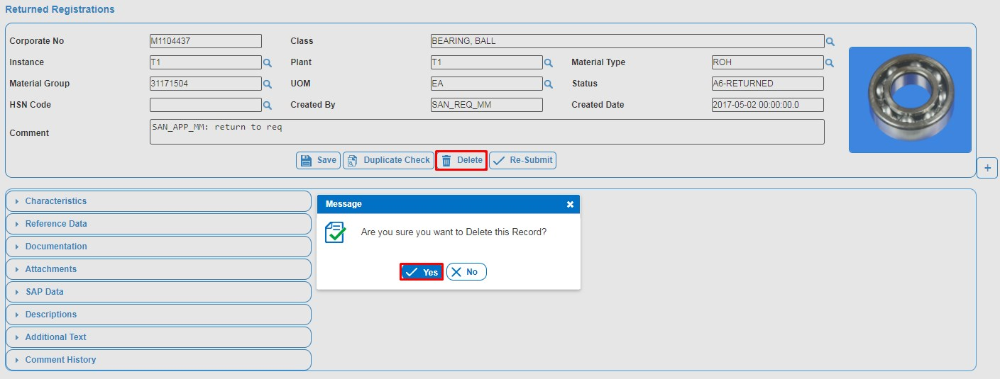 Returned Registrations
Corporate No M1104437 Class BEARING, BALL
Instance T1 Plant T1 Material Type ROH
Material Group 31171504 UOM EA Status A6-RETURNED
HSN Code Created By SAN_REQ_MM Created Date 2017-05-02 00:00:00.0
Comment SAN_APP_MM: return to req
Save Duplicate Check Delete Re-Submit
+
Characteristics
Reference Data
Documentation
Attachments
SAP Data
Descriptions
Additional Text
Comment History
Message
Are you sure you want to Delete this Record?
Yes No